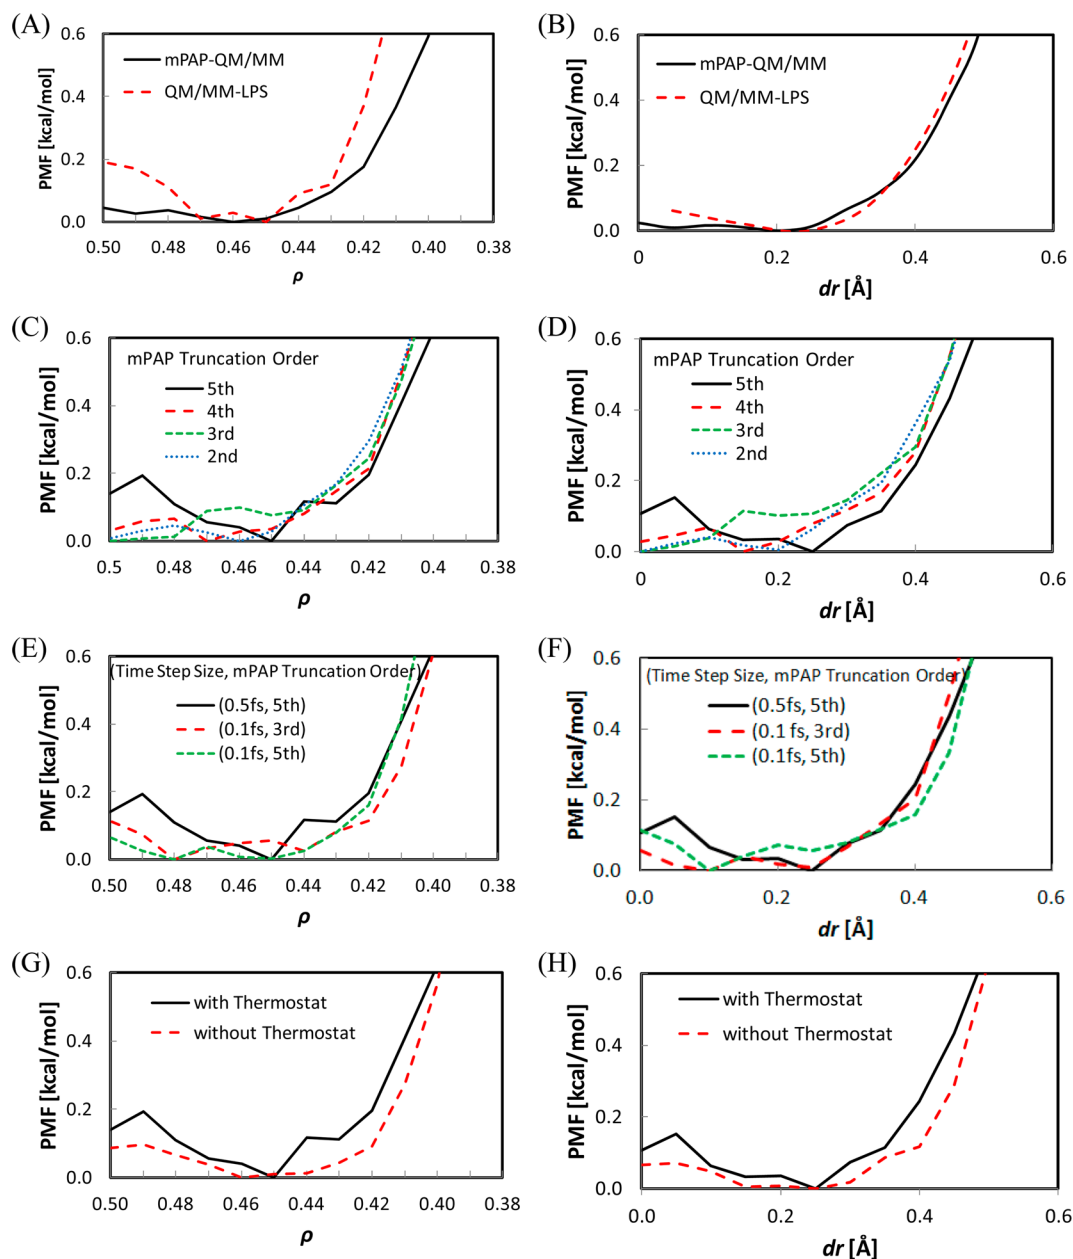 (A)
0.6
0.4
0.2
0.0
PMF [kcal/mol]
mPAP-QM/MM
QM/MM-LPS
0.50
0.48
0.46
0.44
0.42
0.40
0.38
ρ
(B)
0.6
0.4
0.2
0.0
PMF [kcal/mol]
mPAP-QM/MM
QM/MM-LPS
0
0.2
0.4
0.6
dr [Å]
(C)
0.6
0.4
0.2
0.0
PMF [kcal/mol]
mPAP Truncation Order
5th
4th
3rd
2nd
0.5
0.48
0.46
0.44
0.42
0.4
0.38
ρ
(D)
0.6
0.4
0.2
0.0
PMF [kcal/mol]
mPAP Truncation Order
5th
4th
3rd
2nd
0
0.2
0.4
0.6
dr [Å]
(E)
0.6
0.4
0.2
0.0
PMF [kcal/mol]
(Time Step Size, mPAP Truncation Order)
(0.5fs, 5th)
(0.1fs, 3rd)
(0.1fs, 5th)
0.50
0.48
0.46
0.44
0.42
0.40
0.38
ρ
(F)
0.6
0.4
0.2
0.0
PMF [kcal/mol]
(Time Step Size, mPAP Truncation Order)
(0.5fs, 5th)
(0.1 fs, 3rd)
(0.1fs, 5th)
0.0
0.2
0.4
0.6
dr [Å]
(G)
0.6
0.4
0.2
0.0
PMF [kcal/mol]
with Thermostat
without Thermostat
0.50
0.48
0.46
0.44
0.42
0.40
0.38
ρ
(H)
0.6
0.4
0.2
0.0
PMF [kcal/mol]
with Thermostat
without Thermostat
0.0
0.2
0.4
0.6
dr [Å]